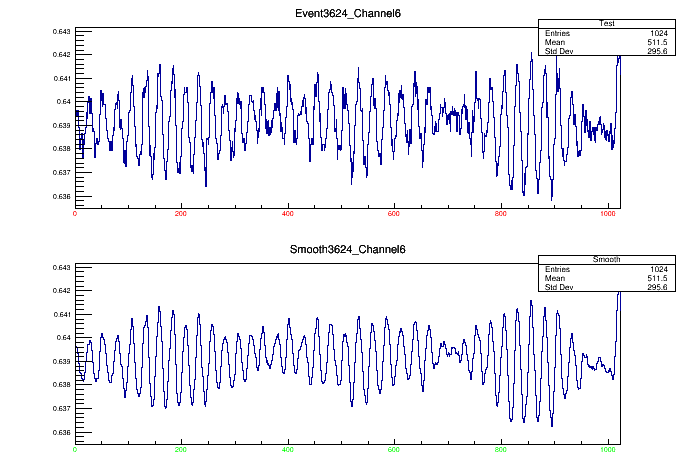 Event3624_Channel6
Test
Entries 1024
Mean 511.5
Std Dev 295.6
0.643
0.642
0.641
0.64
0.639
0.638
0.637
0.636
0 200 400 600 800 1000
Smooth3624_Channel6
Smooth
Entries 1024
Mean 511.5
Std Dev 295.6
0.643
0.642
0.641
0.64
0.639
0.638
0.637
0.636
0 200 400 600 800 1000